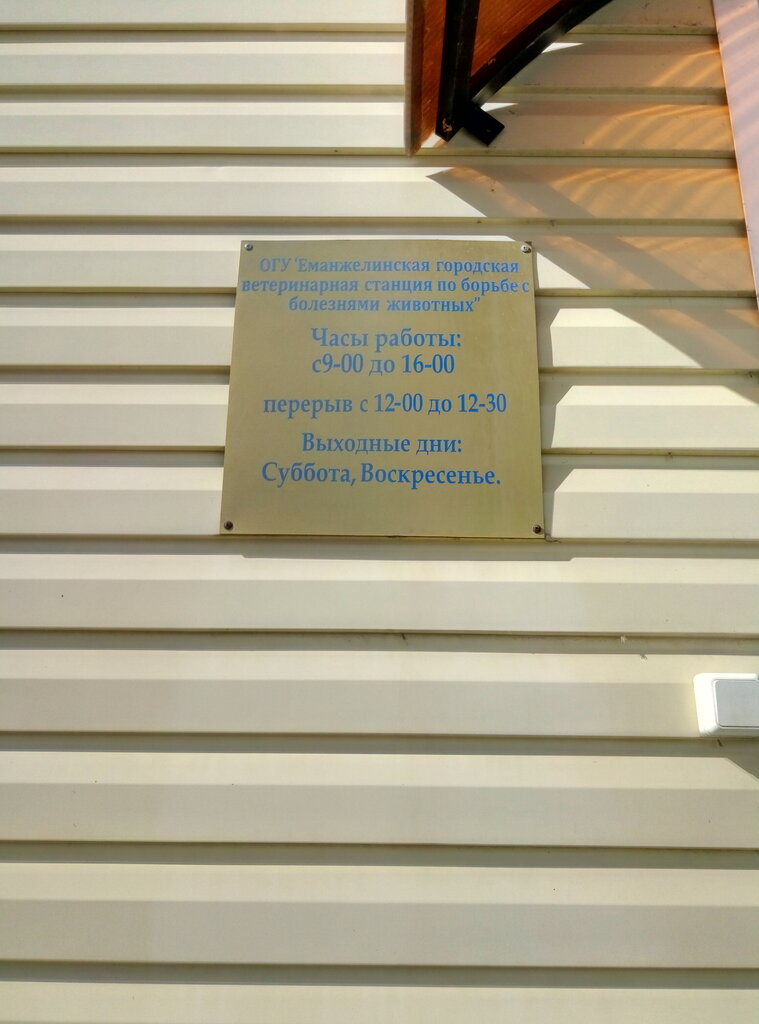 ОГУ "Еманжелинская городская
ветеринарная станция по борьбе с
болезнями животных"
Часы работы:
с9-00 до 16-00
перерыв с 12-00 до 12-30
Выходные дни:
Суббота, Воскресенье.